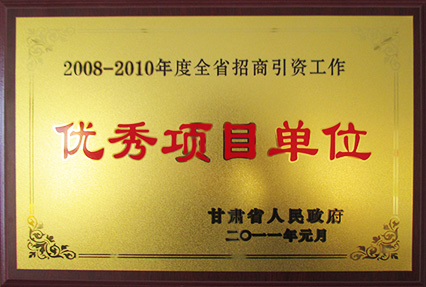 2008-2010年度全省招商引资工作
优秀项目单位
甘肃省人民政府
二〇一一年元月